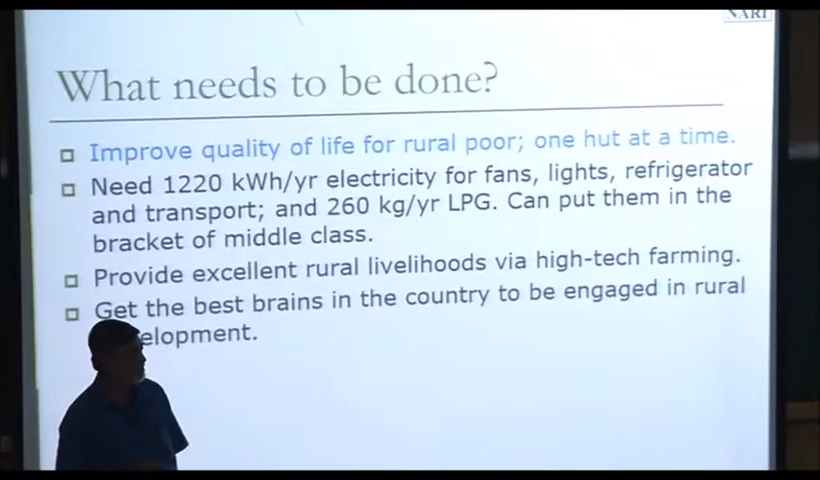 NARI
What needs to be done?
Improve quality of life for rural poor; one hut at a time.
Need 1220 kWh/yr electricity for fans, lights, refrigerator
and transport; and 260 kg/yr LPG. Can put them in the
bracket of middle class.
Provide excellent rural livelihoods via high-tech farming.
Get the best brains in the country to be engaged in rural
elopment.